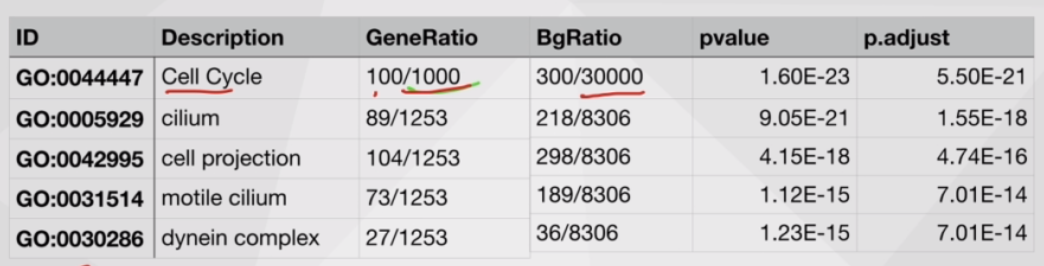 ID Description GeneRatio BgRatio pvalue p.adjust
GO:0044447 Cell Cycle 100/1000 300/30000 1.60E-23 5.50E-21
GO:0005929 cilium 89/1253 218/8306 9.05E-21 1.55E-18
GO:0042995 cell projection 104/1253 298/8306 4.15E-18 4.74E-16
GO:0031514 motile cilium 73/1253 189/8306 1.12E-15 7.01E-14
GO:0030286 dynein complex 27/1253 36/8306 1.23E-15 7.01E-14